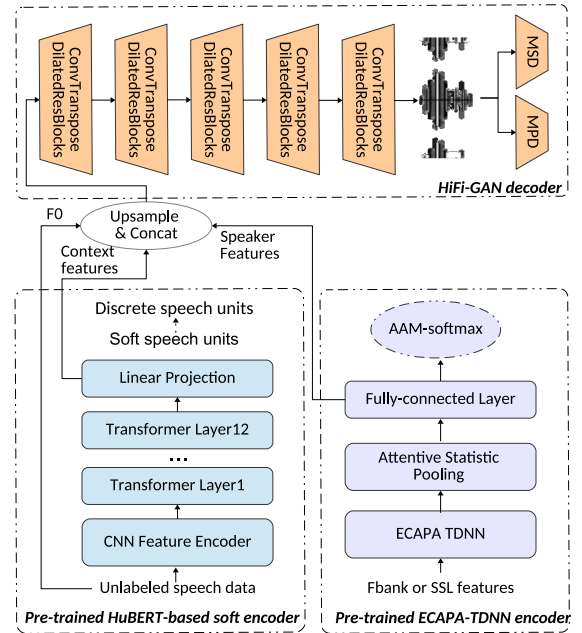 ConvTranspose
DilatedResBlocks
ConvTranspose
DilatedResBlocks
ConvTranspose
DilatedResBlocks
ConvTranspose
DilatedResBlocks
ConvTranspose
DilatedResBlocks
MSD
MPD
HiFi-GAN decoder
F0
Upsample
& Concat
Speaker
Features
Context
features
Discrete speech units
Soft speech units
Linear Projection
Transformer Layer12
...
Transformer Layer1
CNN Feature Encoder
Unlabeled speech data
Pre-trained HuBERT-based soft encoder
AAM-softmax
Fully-connected Layer
Attentive Statistic
Pooling
ECAPA TDNN
Fbank or SSL features
Pre-trained ECAPA-TDNN encoder